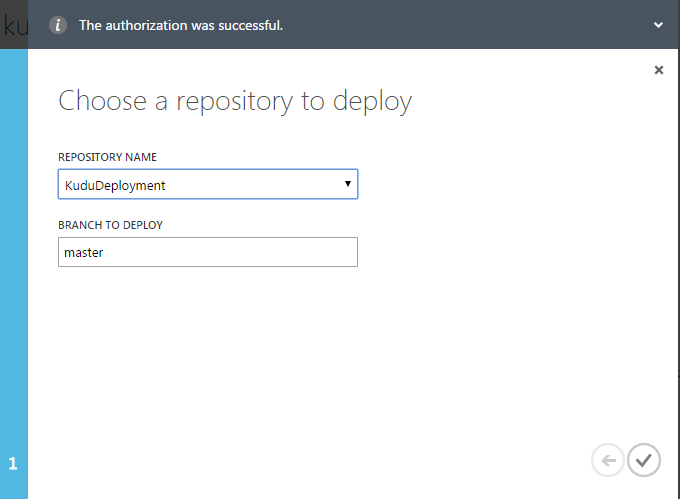 ku
The authorization was successful.
Choose a repository to deploy
REPOSITORY NAME
KuduDeployment
BRANCH TO DEPLOY
master
1